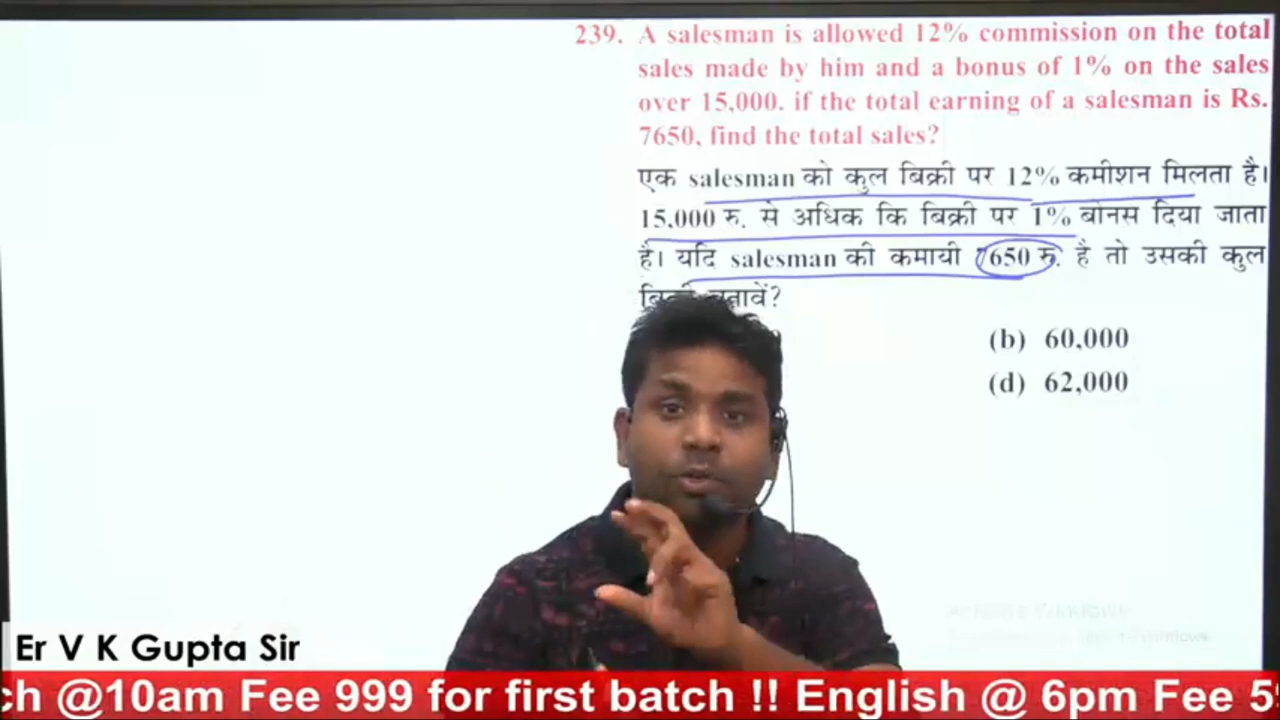 239. A salesman is allowed 12% commission on the total
sales made by him and a bonus of 1% on the sales
over 15,000. if the total earning of a salesman is Rs.
7650, find the total sales?
एक salesman को कुल बिक्री पर 12% कमीशन मिलता है।
15,000 रु. से अधिक कि बिक्री पर 1% बोनस दिया जाता
है। यदि salesman की कमायी 7650 रु. है तो उसकी कुल
(b) 60,000
(d) 62,000
Er V K Gupta Sir
ch @10am Fee 999 for first batch !! English @ 6pm Fee